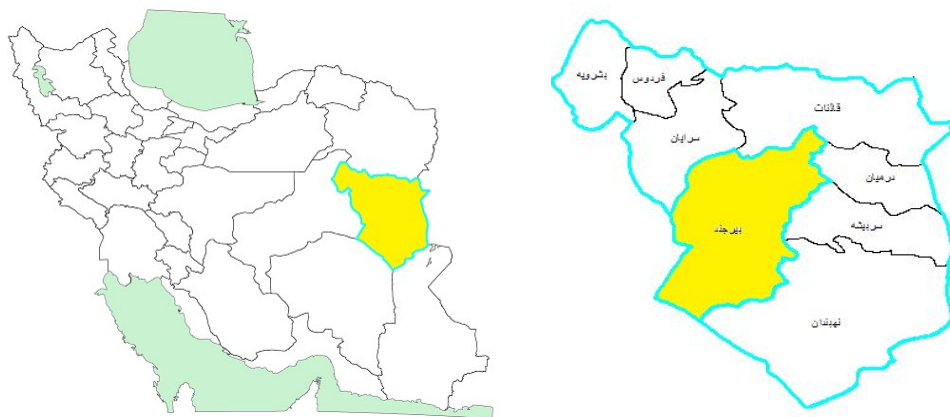 بشرویه
فردوس
قائنات
سرایان
درمیان
سربیشه
بیرجند
نهبندان